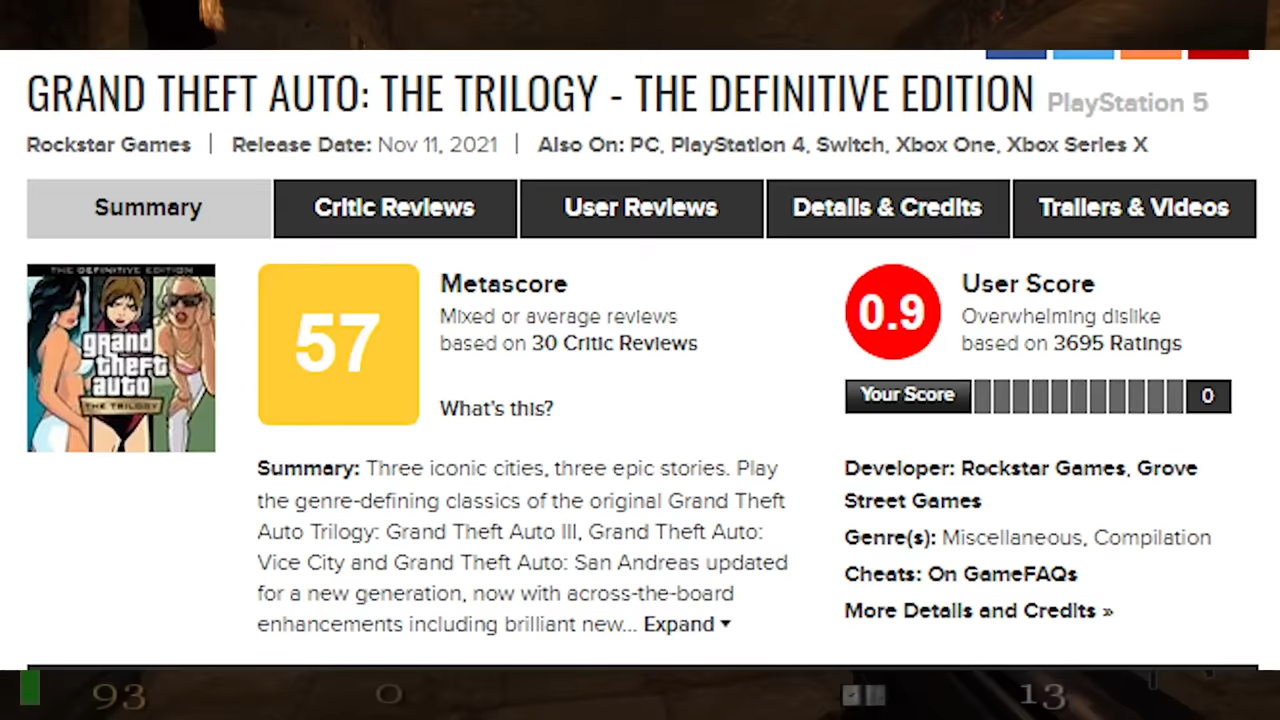 GRAND THEFT AUTO: THE TRILOGY - THE DEFINITIVE EDITION PlayStation 5
Rockstar Games | Release Date: Nov 11, 2021 | Also On: PC, PlayStation 4, Switch, Xbox One, Xbox Series X
Summary Critic Reviews User Reviews Details & Credits Trailers & Videos
THE DEFINITIVE EDITION
grand
theft
auto
THE TRILOGY
57
Metascore
Mixed or average reviews
based on 30 Critic Reviews
What's this?
0.9
User Score
Overwhelming dislike
based on 3695 Ratings
Your Score 0
Summary: Three iconic cities, three epic stories. Play
the genre-defining classics of the original Grand Theft
Auto Trilogy: Grand Theft Auto III, Grand Theft Auto:
Vice City and Grand Theft Auto: San Andreas updated
for a new generation, now with across-the-board
enhancements including brilliant new... Expand
Developer: Rockstar Games, Grove
Street Games
Genre(s): Miscellaneous, Compilation
Cheats: On GameFAQs
More Details and Credits »
93 0 13